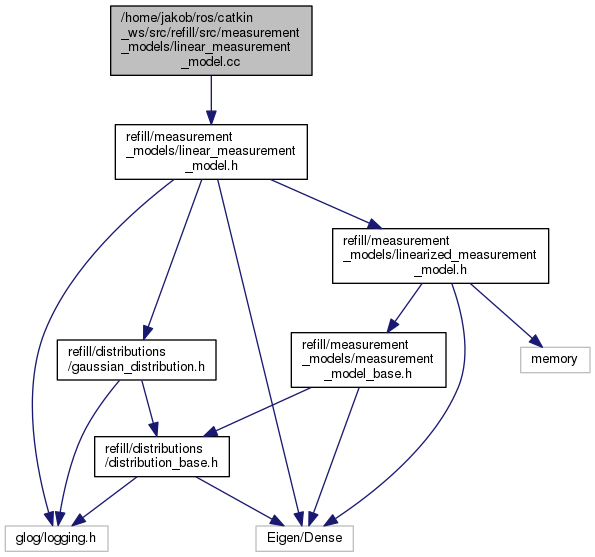 /home/jakob/ros/catkin
_ws/src/refill/src/measurement
_models/linear_measurement
_model.cc
refill/measurement
_models/linear_measurement
_model.h
refill/measurement
_models/linearized_measurement
_model.h
refill/distributions
/gaussian_distribution.h
refill/measurement
_models/measurement
_model_base.h
memory
refill/distributions
/distribution_base.h
glog/logging.h
Eigen/Dense